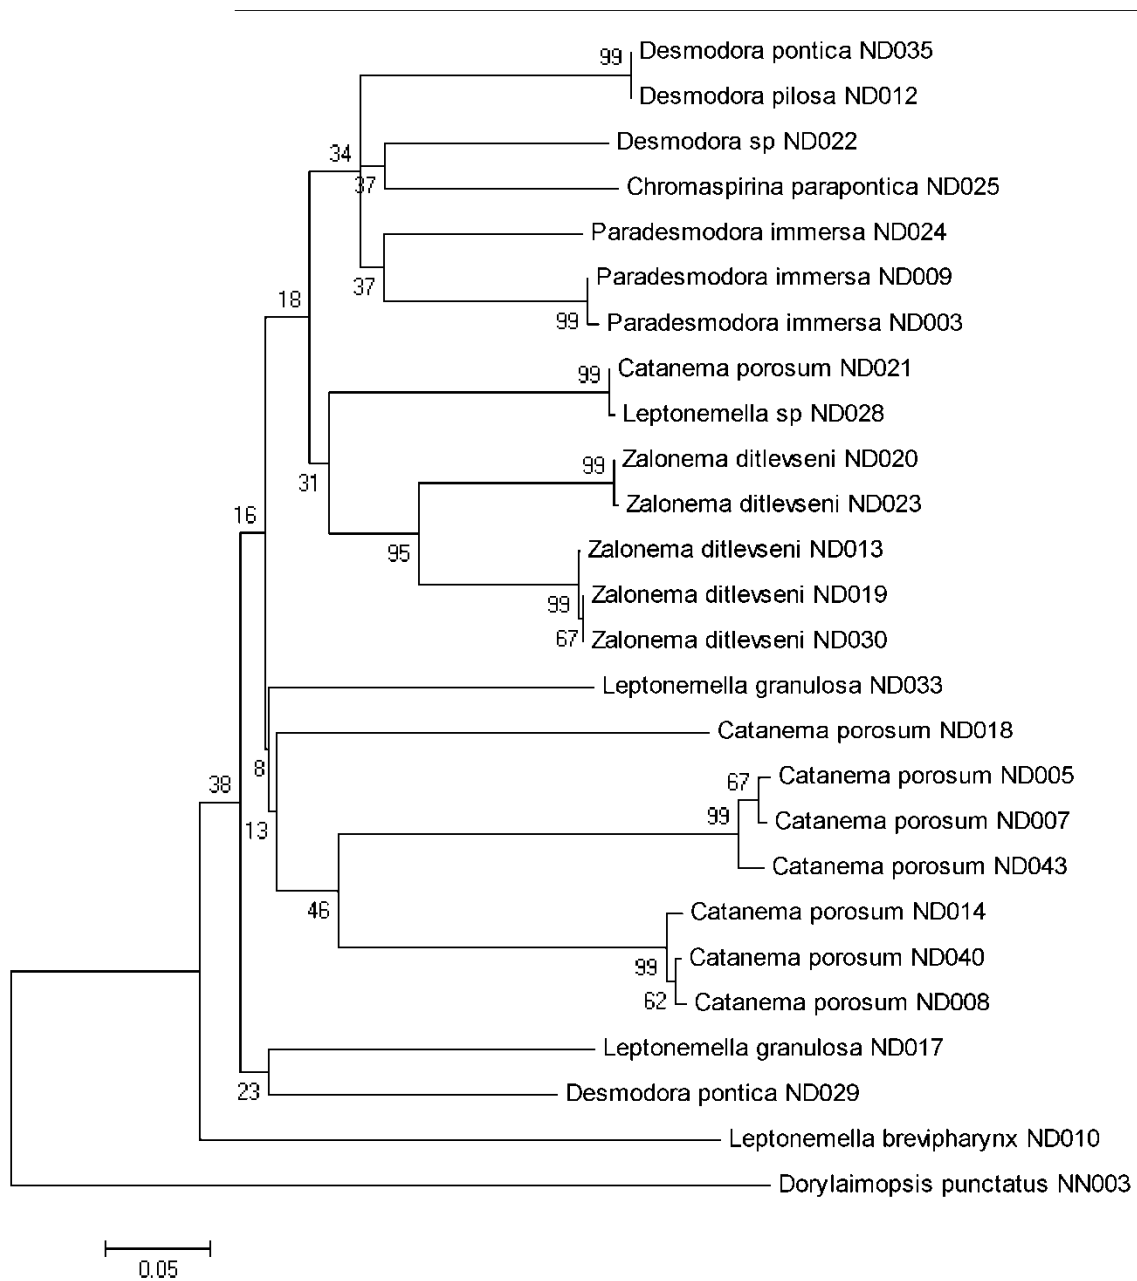 99
Desmodora pontica ND035
Desmodora pilosa ND012
Desmodora sp ND022
34
37
Chromaspirina parapontica ND025
Paradesmodora immersa ND024
37
Paradesmodora immersa ND009
18
99
Paradesmodora immersa ND003
99
Catanema porosum ND021
Leptonemella sp ND028
99
Zalonema ditlevseni ND020
31
Zalonema ditlevseni ND023
16
95
Zalonema ditlevseni ND013
99
Zalonema ditlevseni ND019
67
Zalonema ditlevseni ND030
Leptonemella granulosa ND033
Catanema porosum ND018
8
38
67
Catanema porosum ND005
99
Catanema porosum ND007
13
Catanema porosum ND043
46
Catanema porosum ND014
99
Catanema porosum ND040
62
Catanema porosum ND008
Leptonemella granulosa ND017
23
Desmodora pontica ND029
Leptonemella brevipharynx ND010
Dorylaimopsis punctatus NN003
0.05